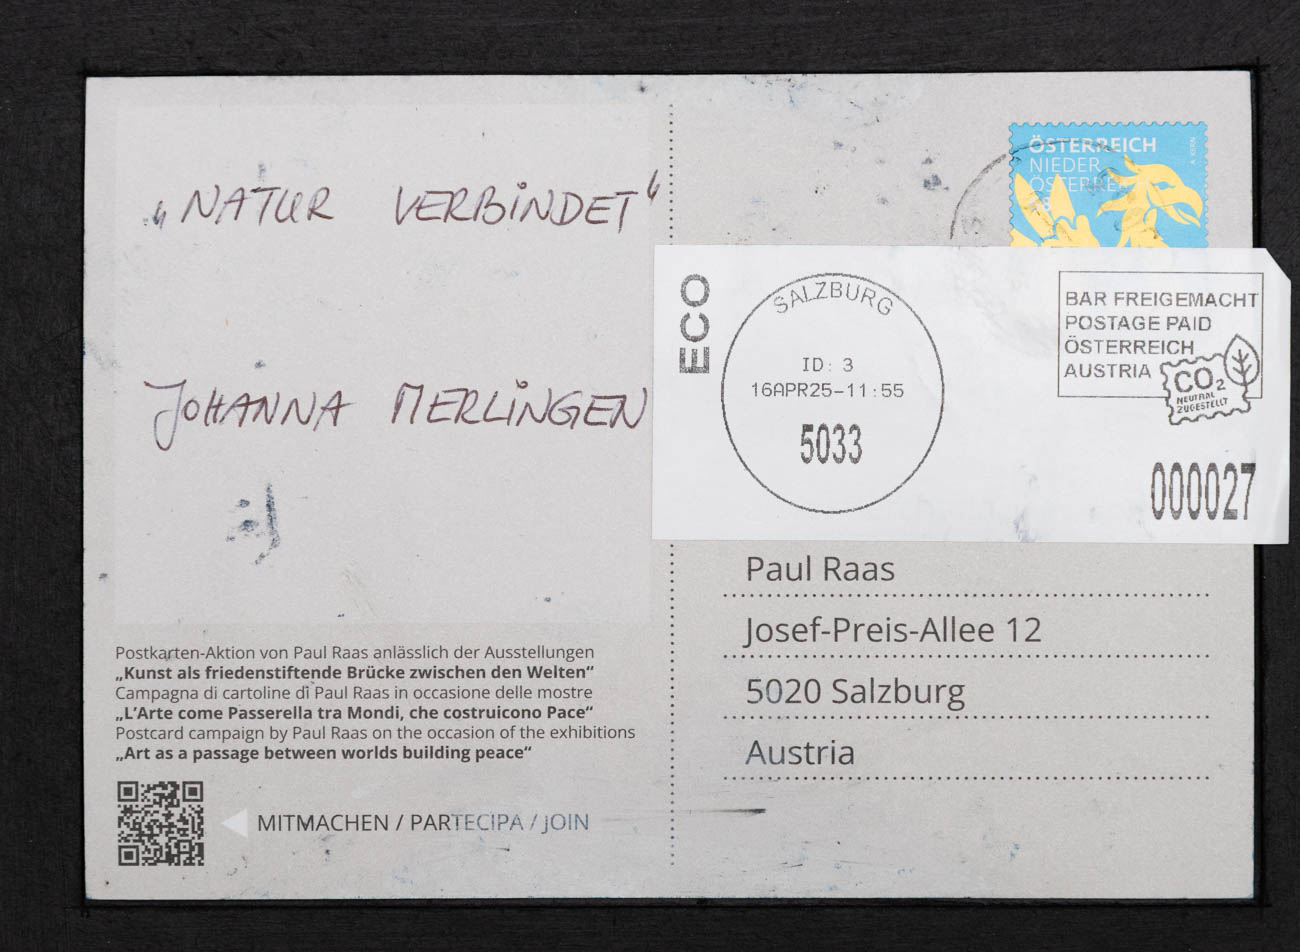 „NATUR VERBINDET“
JOHANNA MERLINGEN
:)
Postkarten-Aktion von Paul Raas anlässlich der Ausstellungen
„Kunst als friedenstiftende Brücke zwischen den Welten“
Campagna di cartoline di Paul Raas in occasione delle mostre
„L‘Arte come Passerella tra Mondi, che costruicono Pace“
Postcard campaign by Paul Raas on the occasion of the exhibitions
„Art as a passage between worlds building peace“
MITMACHEN / PARTECIPA / JOIN
ÖSTERREICH
NIEDER
ÖSTERREICH
A. KERN
ECO
SALZBURG
ID: 3
16APR25-11:55
5033
BAR FREIGEMACHT
POSTAGE PAID
ÖSTERREICH
AUSTRIA
CO2
NEUTRAL
ZUGESTELLT
000027
Paul Raas
Josef-Preis-Allee 12
5020 Salzburg
Austria